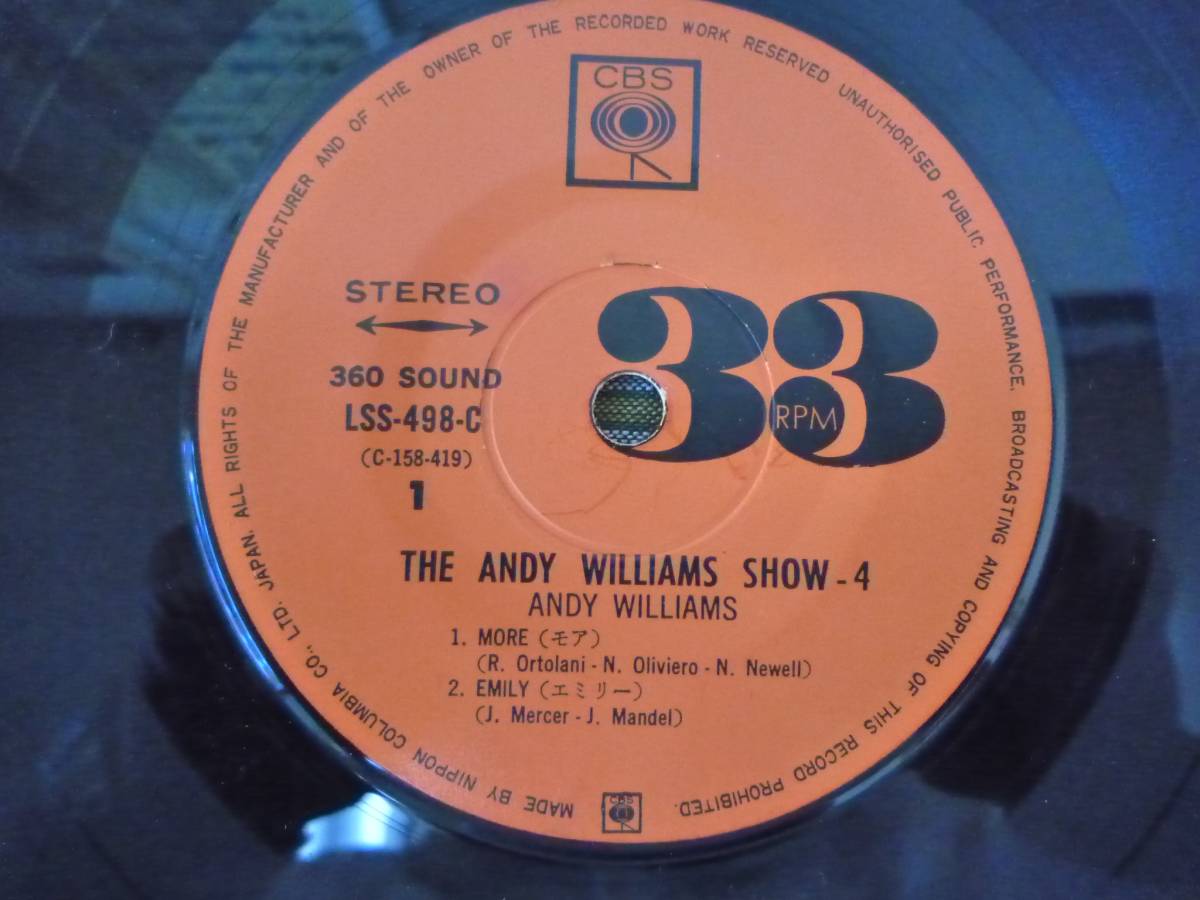 CBS
STEREO
360 SOUND
LSS-498-C
(C-158-419)
1
33
RPM
THE ANDY WILLIAMS SHOW - 4
ANDY WILLIAMS
1. MORE (モア)
(R. Ortolani - N. Oliviero - N. Newell)
2. EMILY (エミリー)
(J. Mercer - J. Mandel)
MADE BY NIPPON COLUMBIA CO., LTD. JAPAN. ALL RIGHTS OF THE MANUFACTURER AND OF THE OWNER OF THE RECORDED WORK RESERVED UNAUTHORISED PUBLIC PERFORMANCE, BROADCASTING AND COPYING OF THIS RECORD PROHIBITED.
CBS